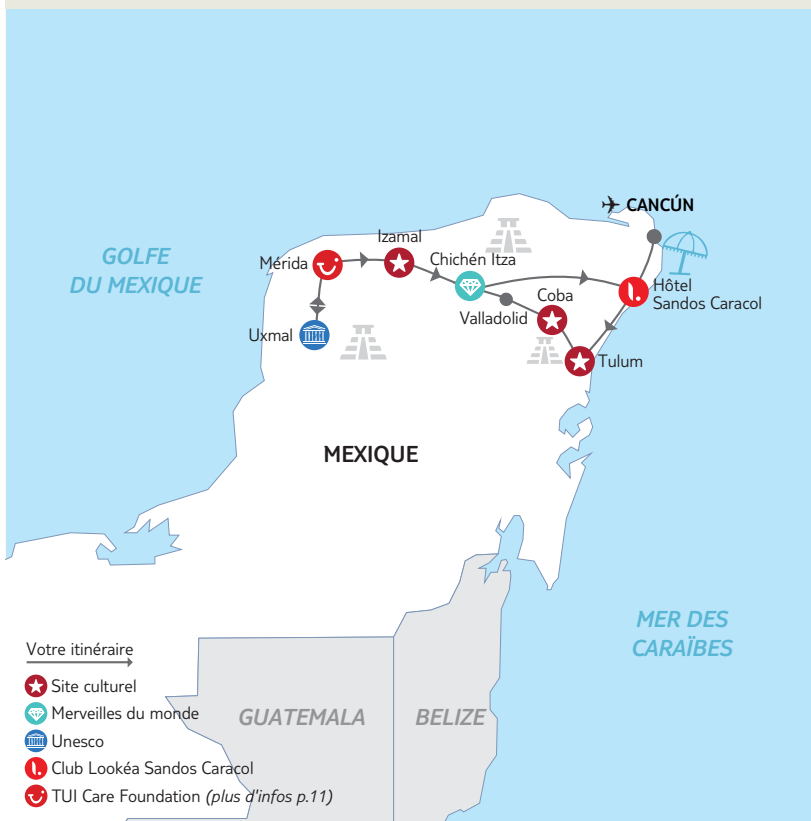 CANCÚN
GOLFE
DU MEXIQUE
Izamal
Mérida
Chichén Itza
Hôtel
Sandos Caracol
Coba
Valladolid
Uxmal
Tulum
MEXIQUE
MER DES
CARAÏBES
Votre itinéraire
Site culturel
Merveilles du monde
Unesco
Club Lookéa Sandos Caracol
TUI Care Foundation (plus d'infos p.11)
GUATEMALA
BELIZE